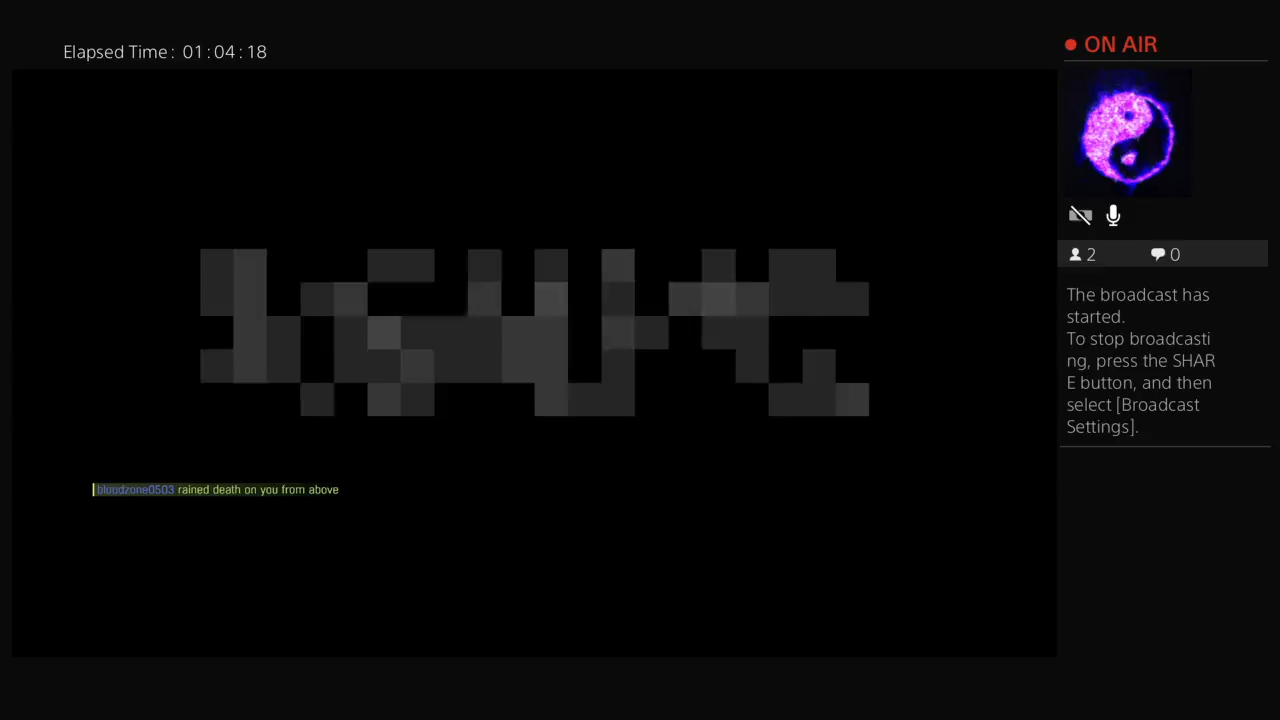 Elapsed Time: 01:04:18
ON AIR
2 0
The broadcast has
started.
To stop broadcasti
ng, press the SHAR
E button, and then
select [Broadcast
Settings].
bloudzone0503 rained death on you from above